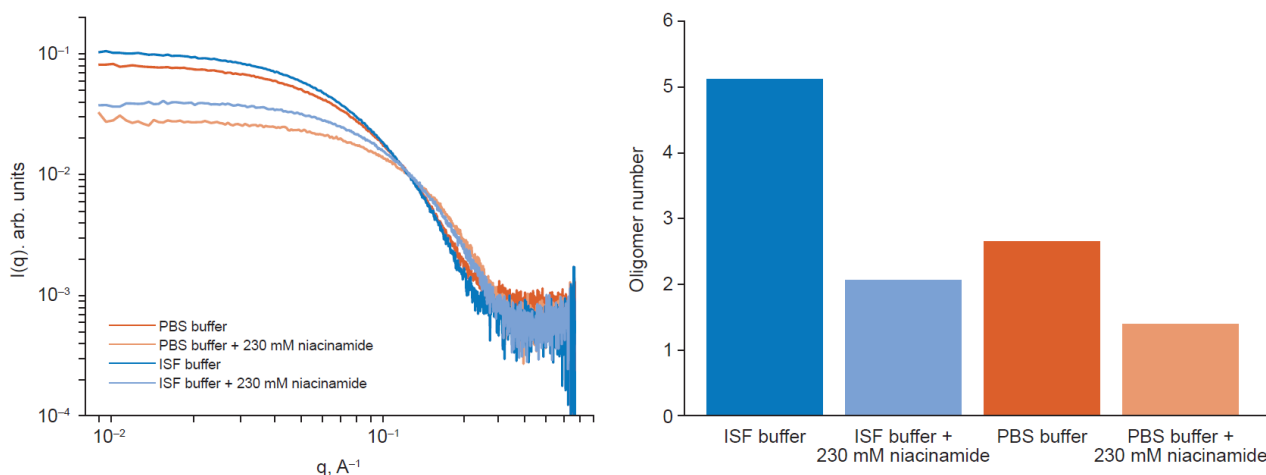 10⁻¹
10⁻²
10⁻³
10⁻⁴
I(q). arb. units
PBS buffer
PBS buffer + 230 mM niacinamide
ISF buffer
ISF buffer + 230 mM niacinamide
10⁻²
10⁻¹
q, A⁻¹
6
5
4
3
2
1
0
Oligomer number
ISF buffer
ISF buffer +
230 mM niacinamide
PBS buffer
PBS buffer +
230 mM niacinamide